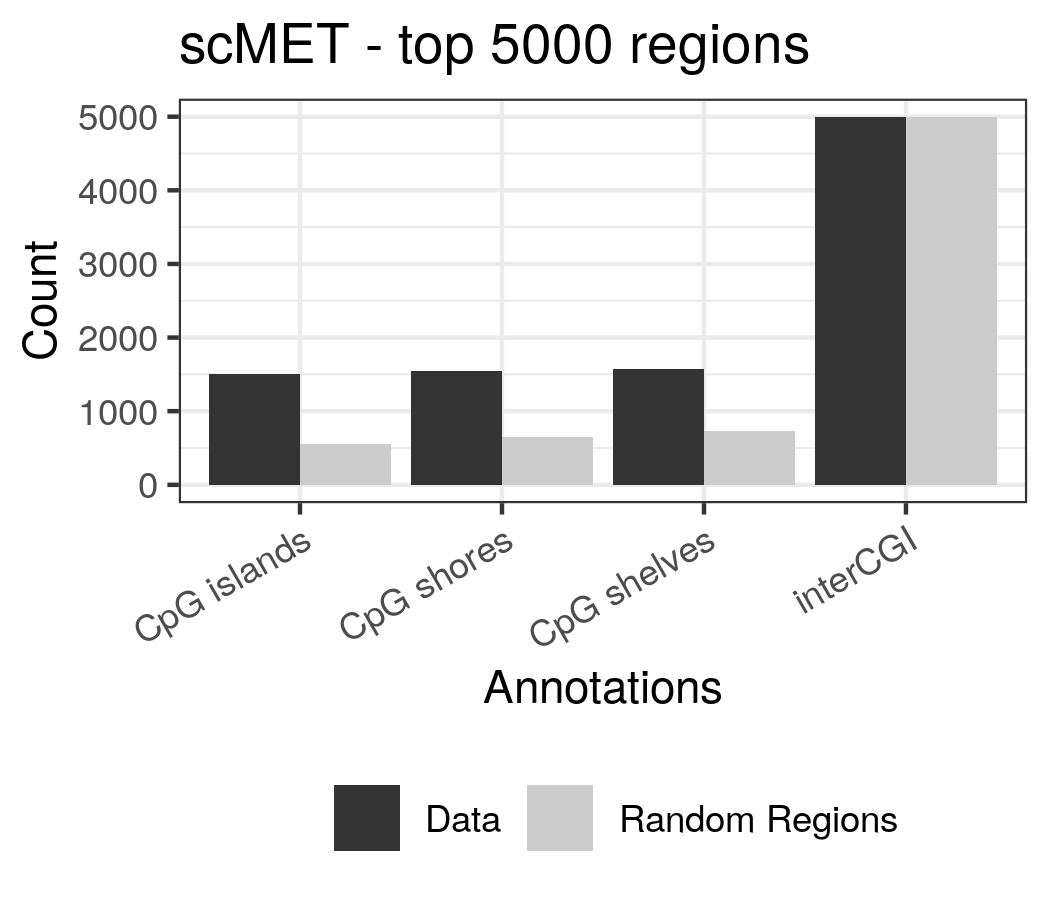 scMET - top 5000 regions
5000
4000
3000
2000
1000
0
Count
CpG islands
CpG shores
CpG shelves
interCGI
Annotations
Data
Random Regions